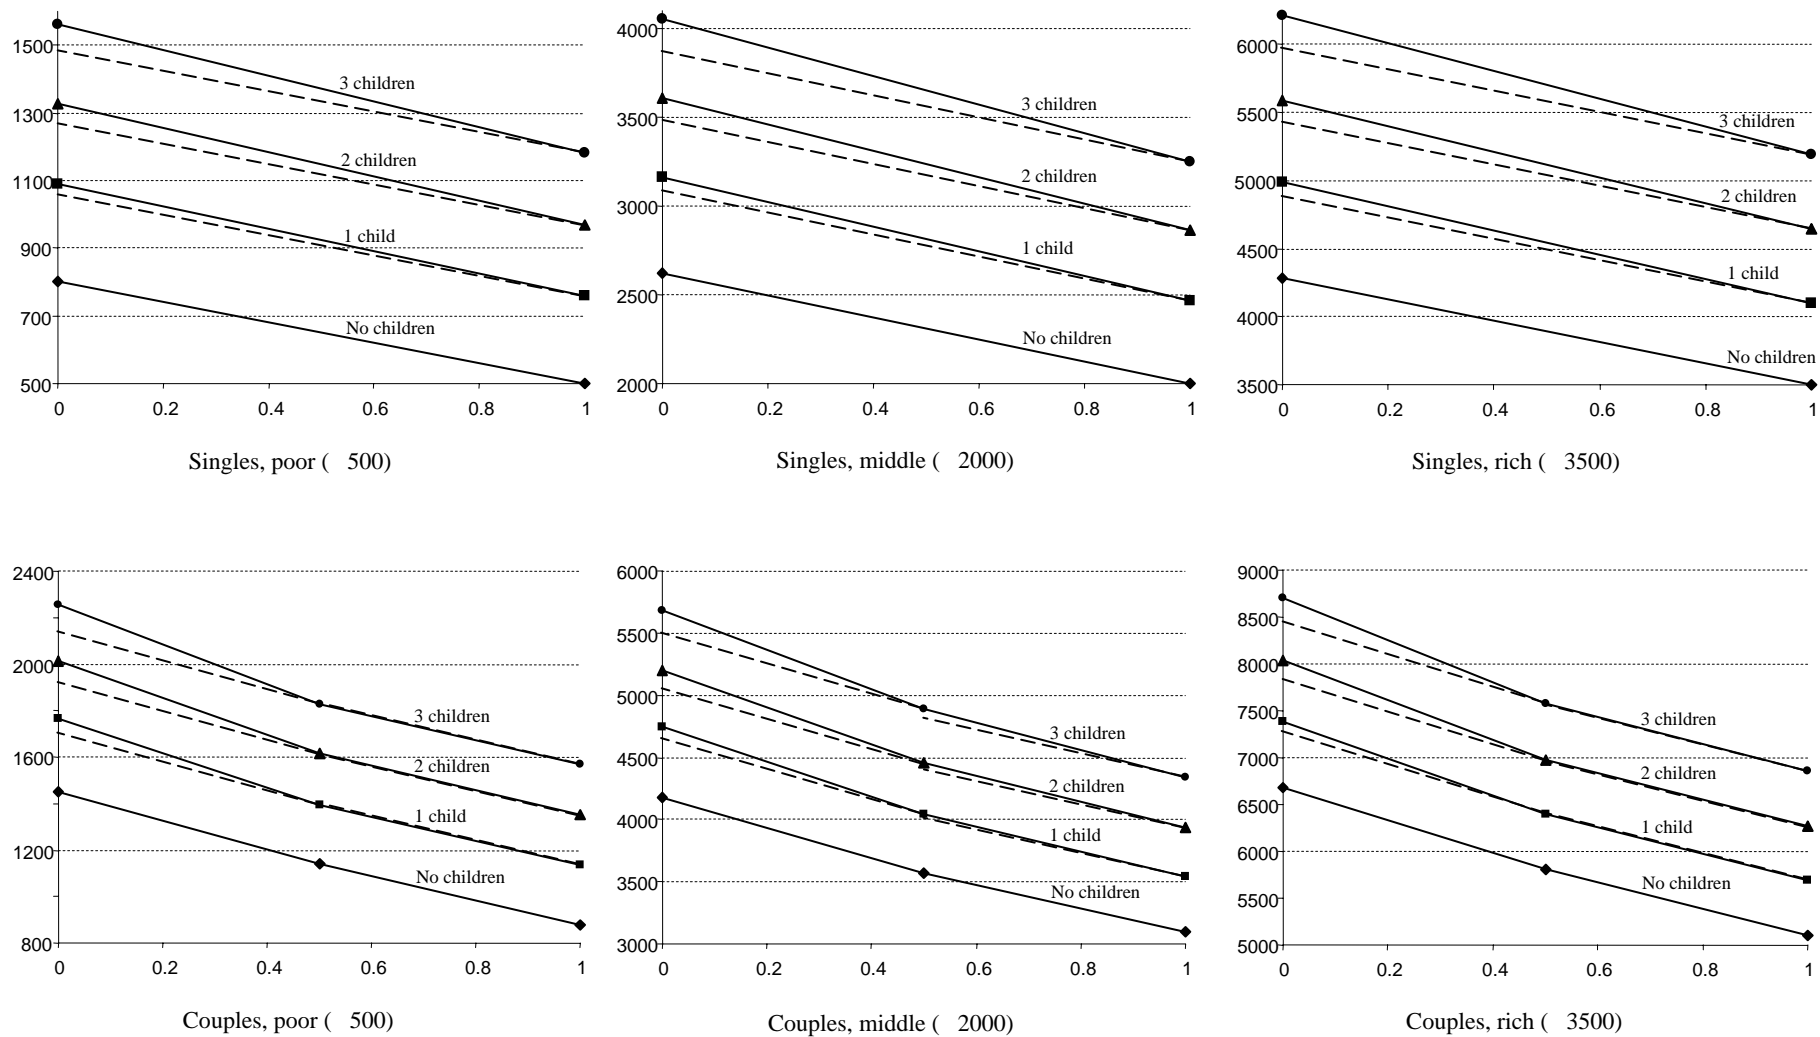 1500
1300
1100
900
700
500
3 children
2 children
1 child
No children
0 0.2 0.4 0.6 0.8 1
Singles, poor ( 500)
4000
3500
3000
2500
2000
3 children
2 children
1 child
No children
0 0.2 0.4 0.6 0.8 1
Singles, middle ( 2000)
6000
5500
5000
4500
4000
3500
3 children
2 children
1 child
No children
0 0.2 0.4 0.6 0.8 1
Singles, rich ( 3500)
2400
2000
1600
1200
800
3 children
2 children
1 child
No children
0 0.2 0.4 0.6 0.8 1
Couples, poor ( 500)
6000
5500
5000
4500
4000
3500
3000
3 children
2 children
1 child
No children
0 0.2 0.4 0.6 0.8 1
Couples, middle ( 2000)
9000
8500
8000
7500
7000
6500
6000
5500
5000
3 children
2 children
1 child
No children
0 0.2 0.4 0.6 0.8 1
Couples, rich ( 3500)